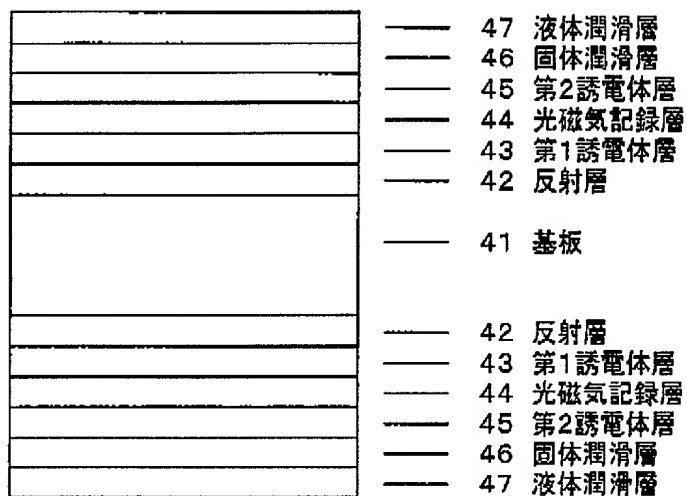 47 液体潤滑層
46 固体潤滑層
45 第2誘電体層
44 光磁気記録層
43 第1誘電体層
42 反射層
41 基板
42 反射層
43 第1誘電体層
44 光磁気記録層
45 第2誘電体層
46 固体潤滑層
47 液体潤滑層